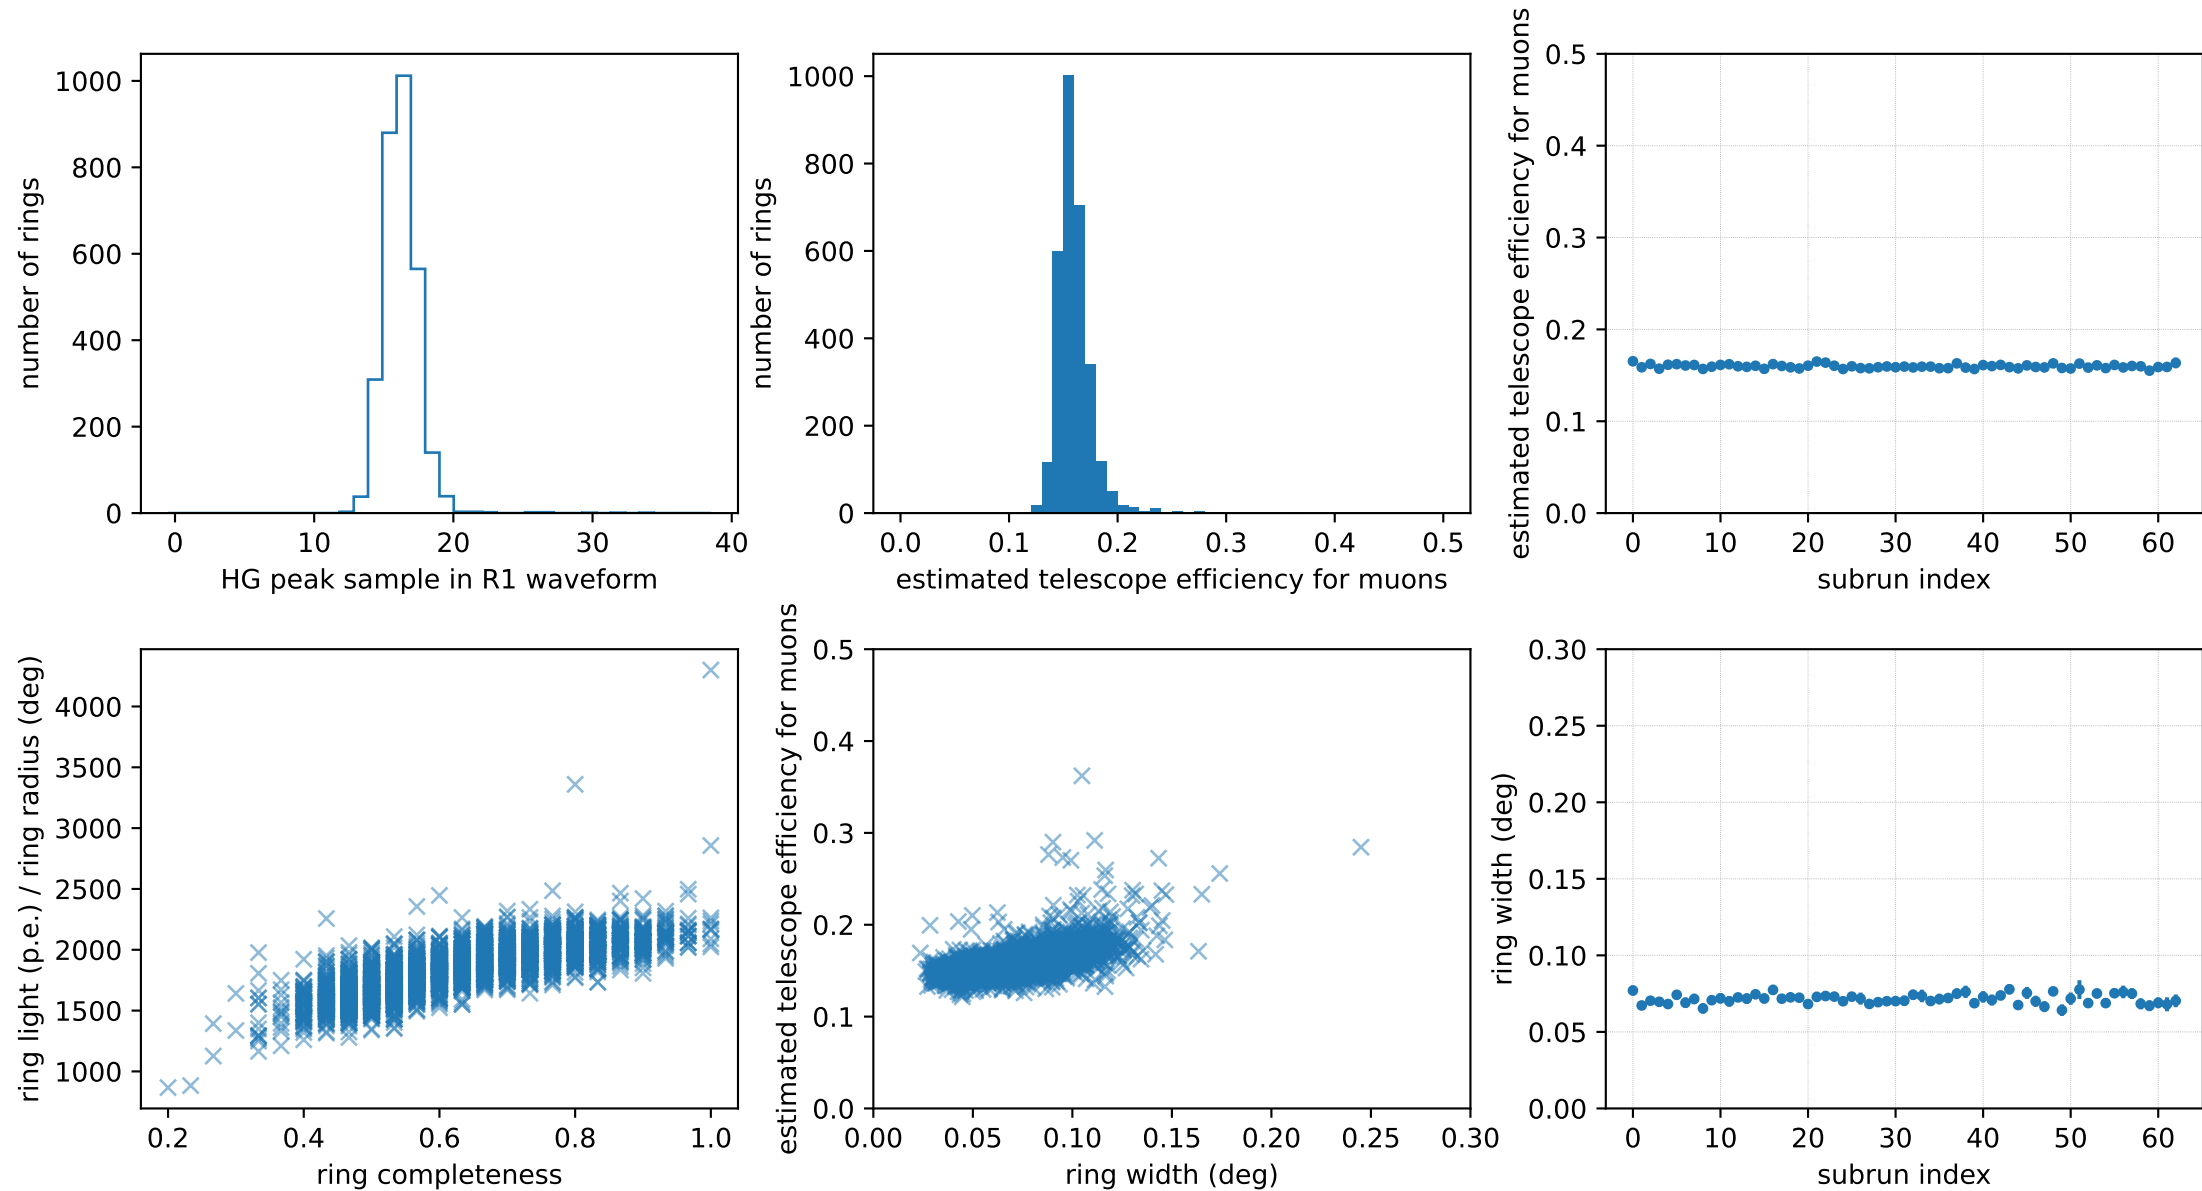 number of rings
1000
800
600
400
200
0
0 10 20 30 40
HG peak sample in R1 waveform
number of rings
1000
800
600
400
200
0
0.0 0.1 0.2 0.3 0.4 0.5
estimated telescope efficiency for muons
estimated telescope efficiency for muons
0.5
0.4
0.3
0.2
0.1
0.0
0 10 20 30 40 50 60
subrun index
ring light (p.e.) / ring radius (deg)
4000
3500
3000
2500
2000
1500
1000
0.2 0.4 0.6 0.8 1.0
ring completeness
estimated telescope efficiency for muons
0.5
0.4
0.3
0.2
0.1
0.0
0.00 0.05 0.10 0.15 0.20 0.25 0.30
ring width (deg)
ring width (deg)
0.30
0.25
0.20
0.15
0.10
0.05
0.00
0 10 20 30 40 50 60
subrun index